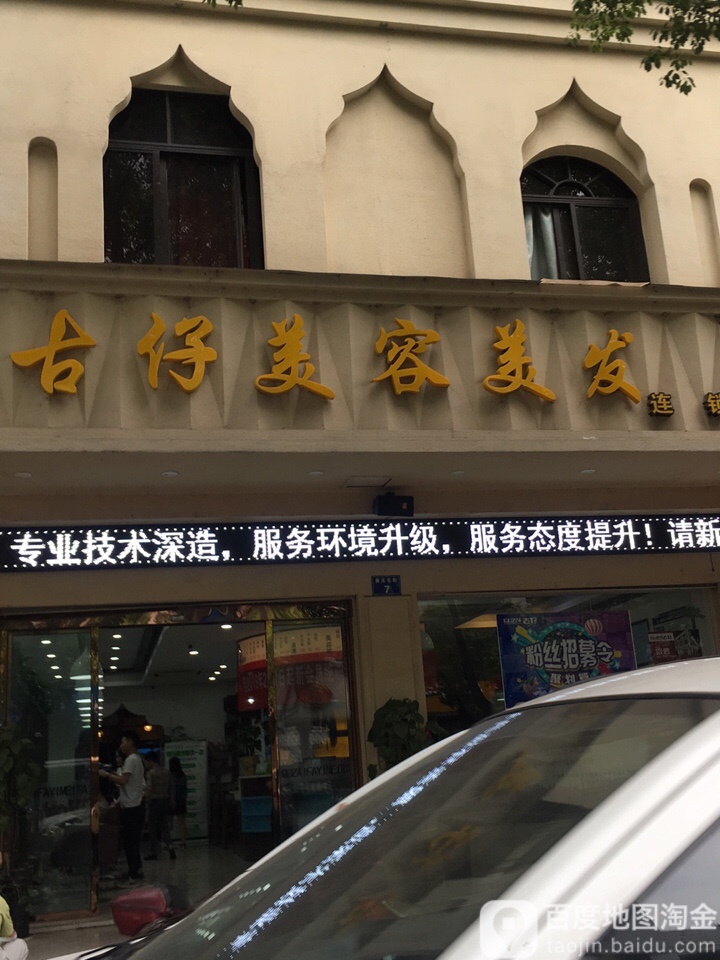 古仔美容美发
连锁
专业技术深造，服务环境升级，服务态度提升！请新
7
粉丝招募令
百度地图淘金
taojin.baidu.com